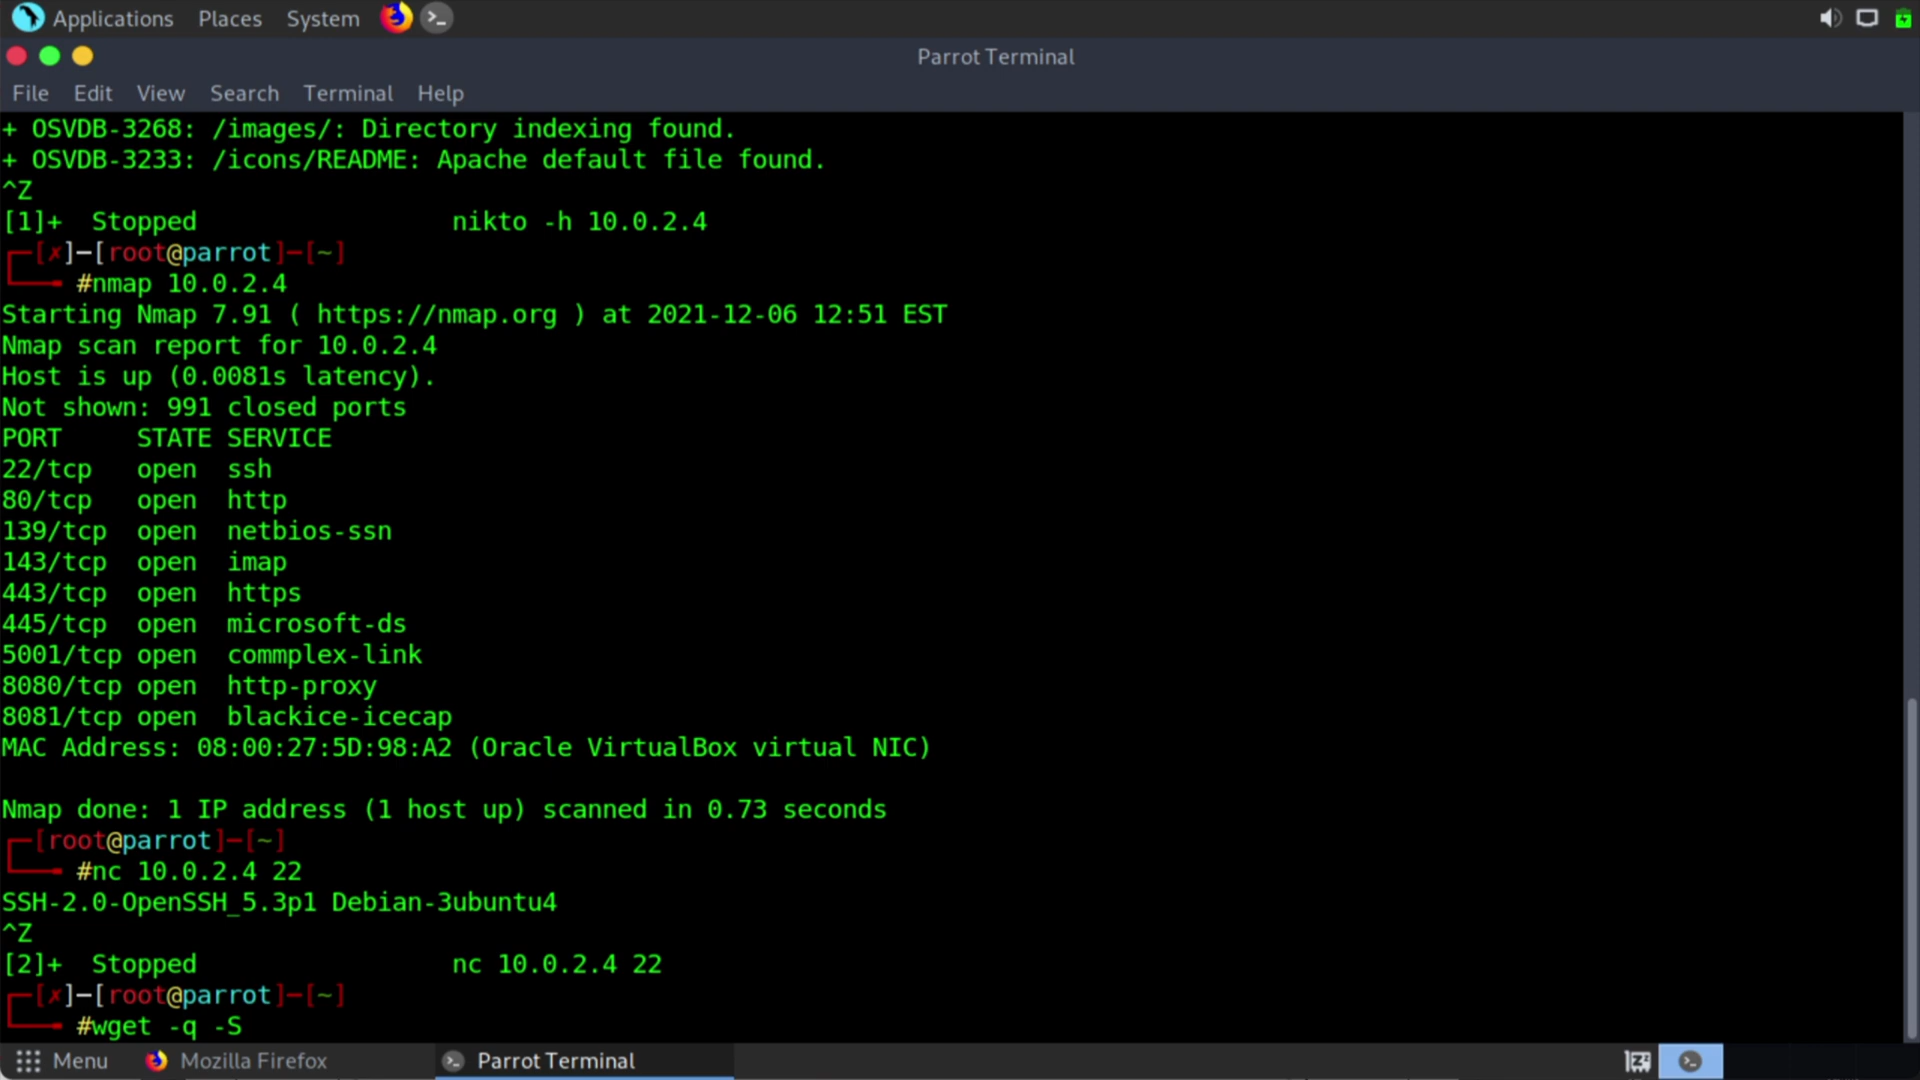 Applications Places System
Parrot Terminal
File Edit View Search Terminal Help
+ OSVDB-3268: /images/: Directory indexing found.
+ OSVDB-3233: /icons/README: Apache default file found.
^Z
[1]+  Stopped                 nikto -h 10.0.2.4
┌─[✗]─[root@parrot]─[~]
└──╼ #nmap 10.0.2.4
Starting Nmap 7.91 ( https://nmap.org ) at 2021-12-06 12:51 EST
Nmap scan report for 10.0.2.4
Host is up (0.0081s latency).
Not shown: 991 closed ports
PORT     STATE SERVICE
22/tcp   open  ssh
80/tcp   open  http
139/tcp  open  netbios-ssn
143/tcp  open  imap
443/tcp  open  https
445/tcp  open  microsoft-ds
5001/tcp open  commplex-link
8080/tcp open  http-proxy
8081/tcp open  blackice-icecap
MAC Address: 08:00:27:5D:98:A2 (Oracle VirtualBox virtual NIC)
Nmap done: 1 IP address (1 host up) scanned in 0.73 seconds
┌─[root@parrot]─[~]
└──╼ #nc 10.0.2.4 22
SSH-2.0-OpenSSH_5.3p1 Debian-3ubuntu4
^Z
[2]+  Stopped                 nc 10.0.2.4 22
┌─[✗]─[root@parrot]─[~]
└──╼ #wget -q -S
Menu Mozilla Firefox Parrot Terminal